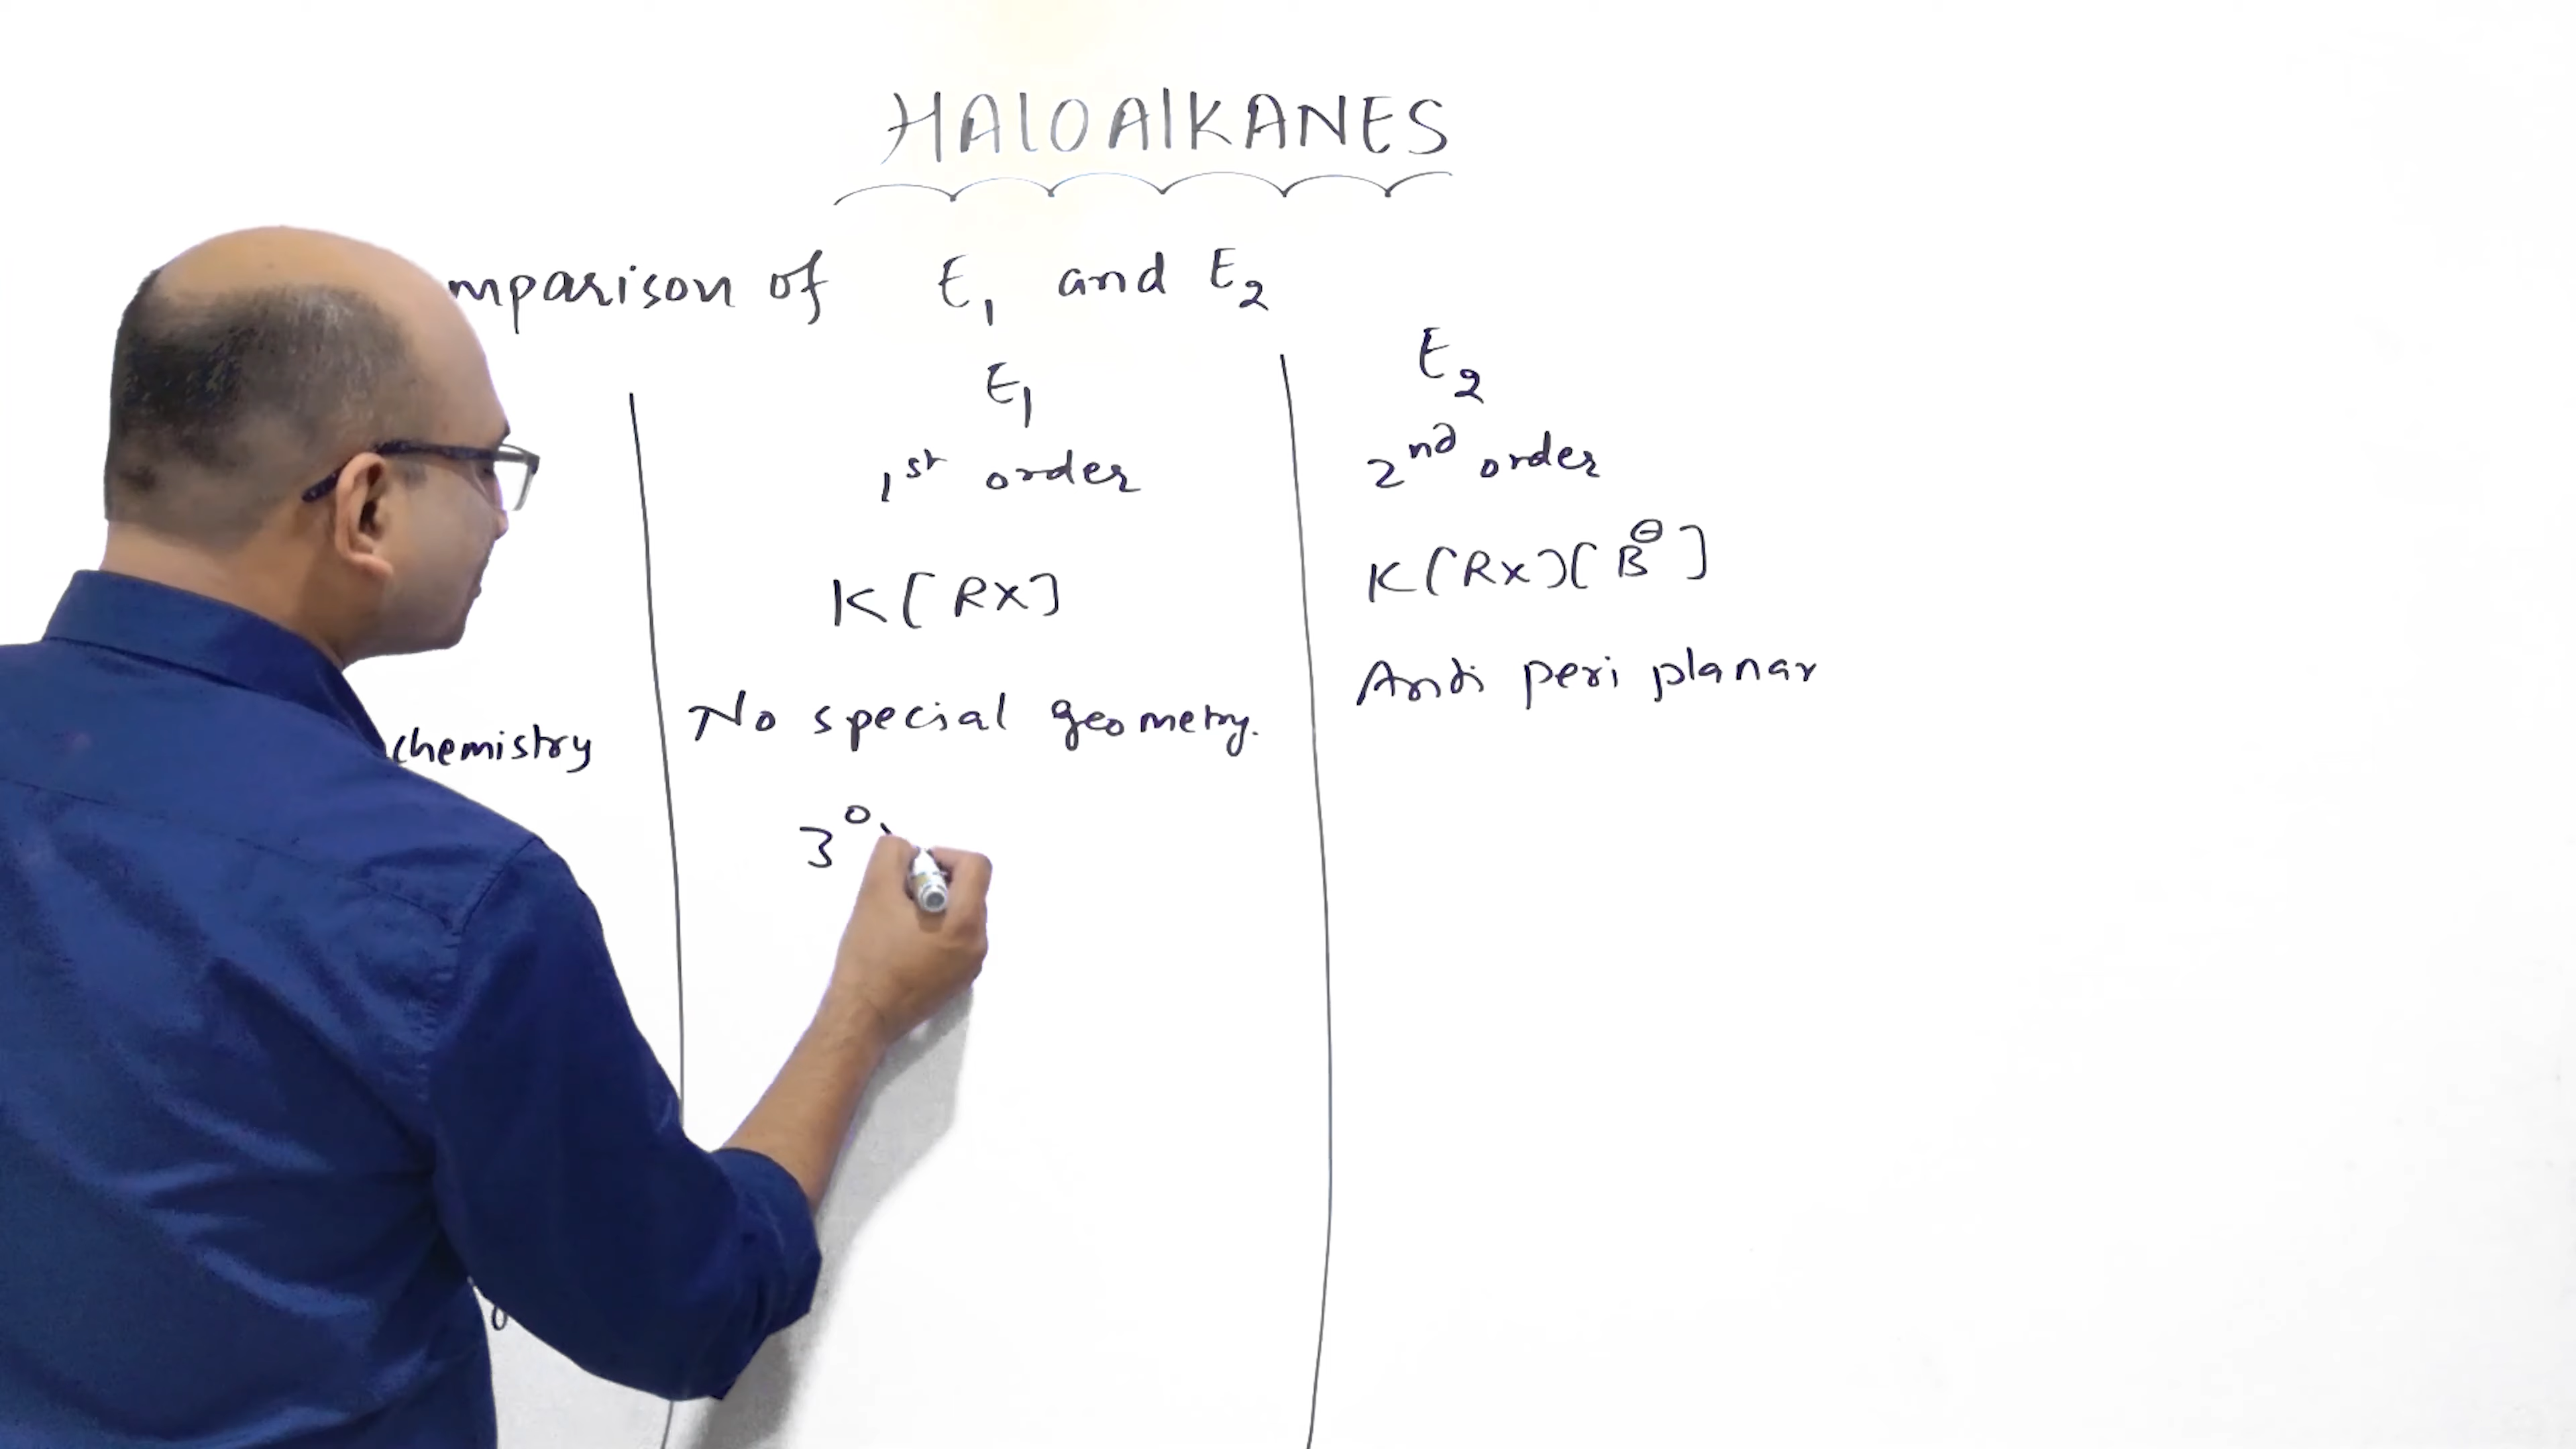 HALOALKANES
mparison of E1 and E2
E1
E2
1st order
2nd order
K[RX]
K[RX][B⊖]
chemistry
No special geometry.
Anti peri planar
3°